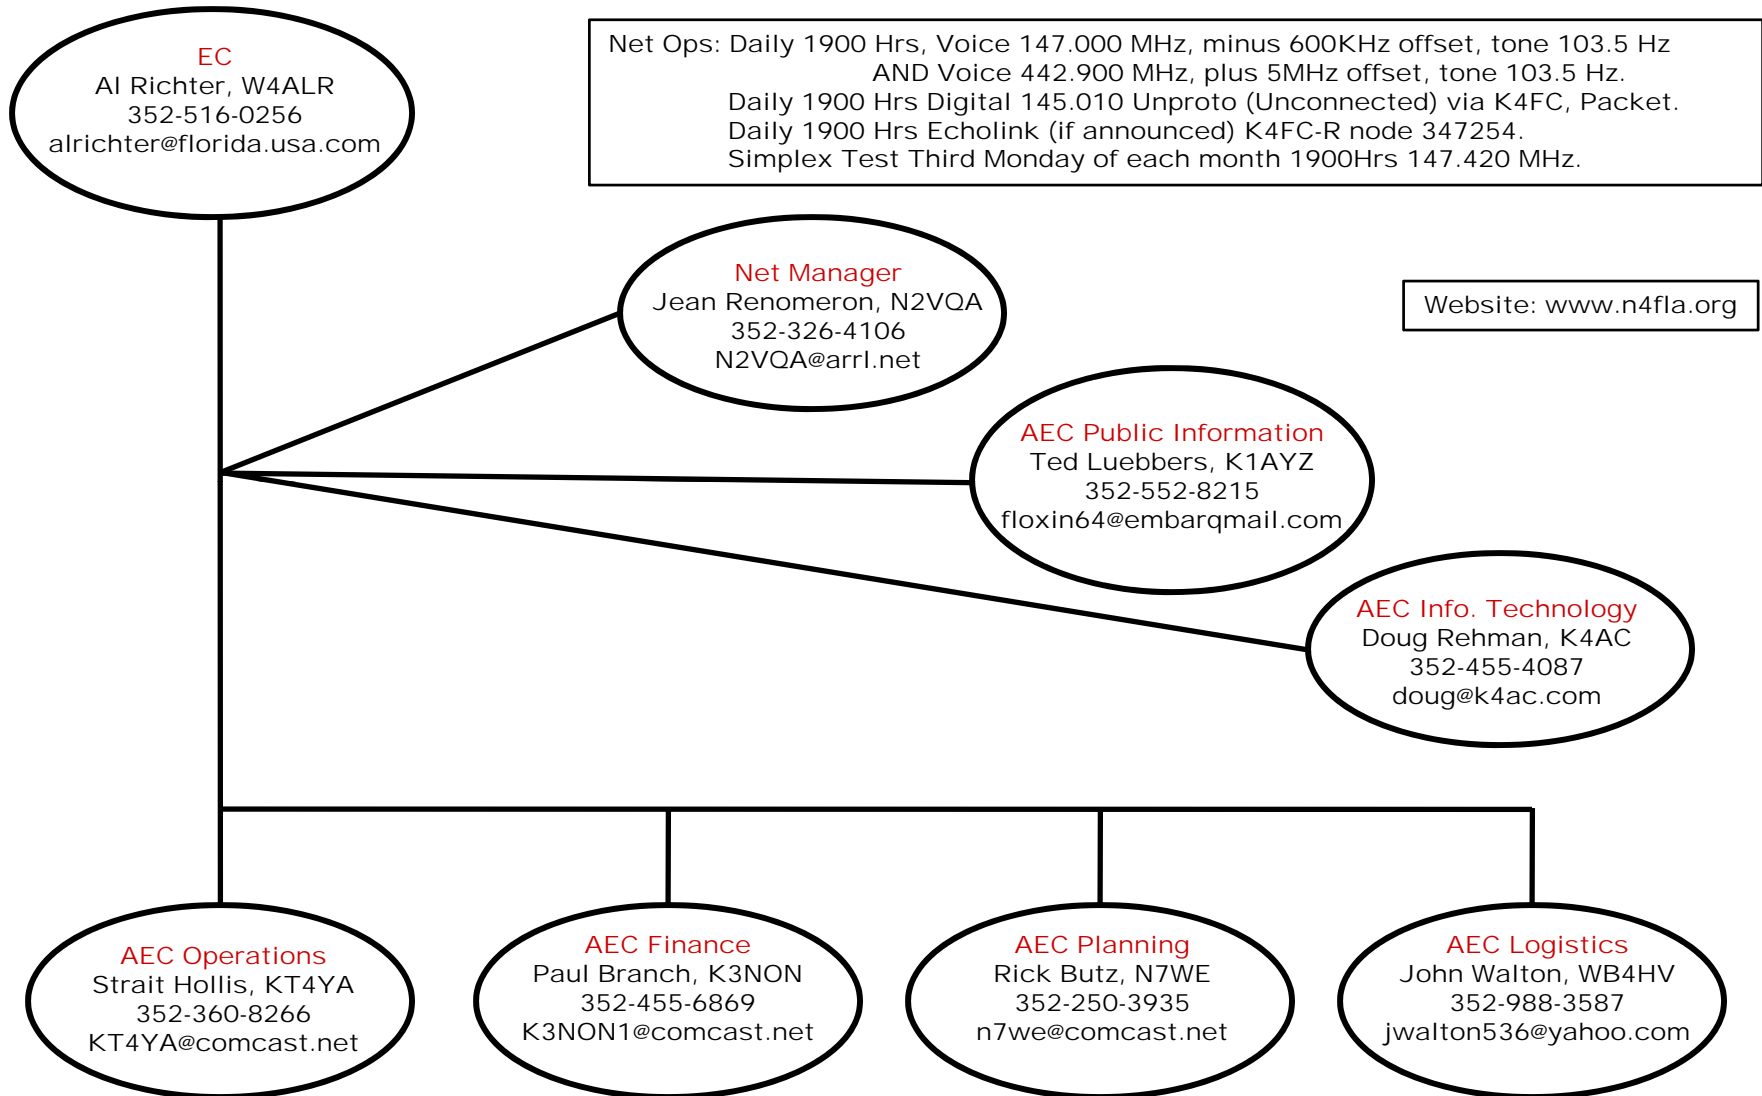 EC
Al Richter, W4ALR
352-516-0256
alrichter@florida.usa.com
Net Ops: Daily 1900 Hrs, Voice 147.000 MHz, minus 600KHz offset, tone 103.5 Hz
AND Voice 442.900 MHz, plus 5MHz offset, tone 103.5 Hz.
Daily 1900 Hrs Digital 145.010 Unproto (Unconnected) via K4FC, Packet.
Daily 1900 Hrs Echolink (if announced) K4FC-R node 347254.
Simplex Test Third Monday of each month 1900Hrs 147.420 MHz.
Net Manager
Jean Renomeron, N2VQA
352-326-4106
N2VQA@arrl.net
Website: www.n4fla.org
AEC Public Information
Ted Luebbers, K1AYZ
352-552-8215
floxin64@embarqmail.com
AEC Info. Technology
Doug Rehman, K4AC
352-455-4087
doug@k4ac.com
AEC Operations
Strait Hollis, KT4YA
352-360-8266
KT4YA@comcast.net
AEC Finance
Paul Branch, K3NON
352-455-6869
K3NON1@comcast.net
AEC Planning
Rick Butz, N7WE
352-250-3935
n7we@comcast.net
AEC Logistics
John Walton, WB4HV
352-988-3587
jwalton536@yahoo.com